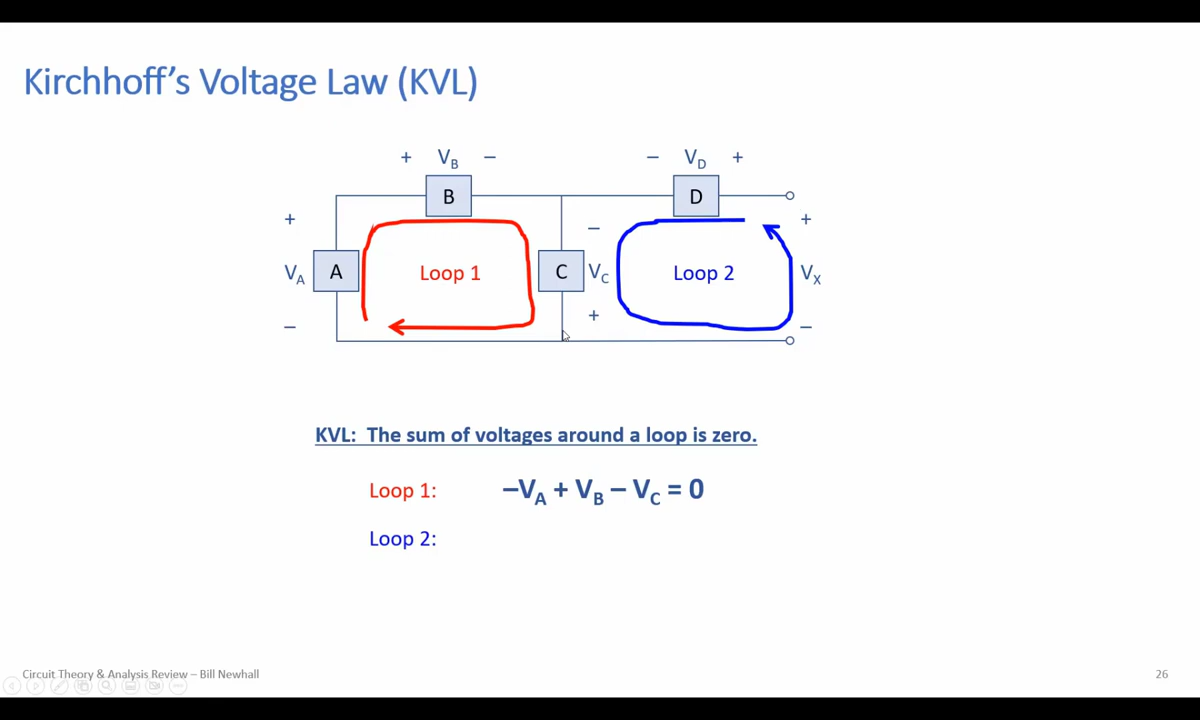 Kirchhoff's Voltage Law (KVL)
+ V_B − − V_D +
B D
+ − +
V_A A Loop 1 C V_C Loop 2 V_X
− + −
KVL: The sum of voltages around a loop is zero.
Loop 1: –V_A + V_B – V_C = 0
Loop 2:
Circuit Theory & Analysis Review – Bill Newhall 26